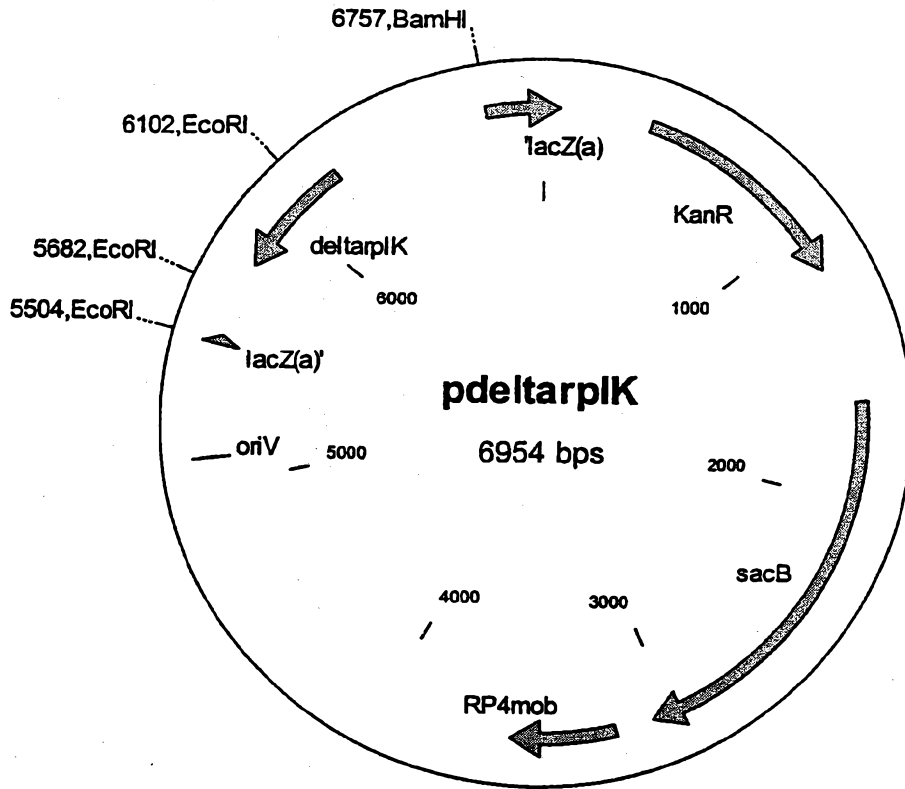 6757,BamHI
6102,EcoRI
'lacZ(a)
KanR
deltarplK
5682,EcoRI
6000
1000
5504,EcoRI
lacZ(a)'
pdeltarplK
6954 bps
oriV
5000
2000
sacB
4000
3000
RP4mob